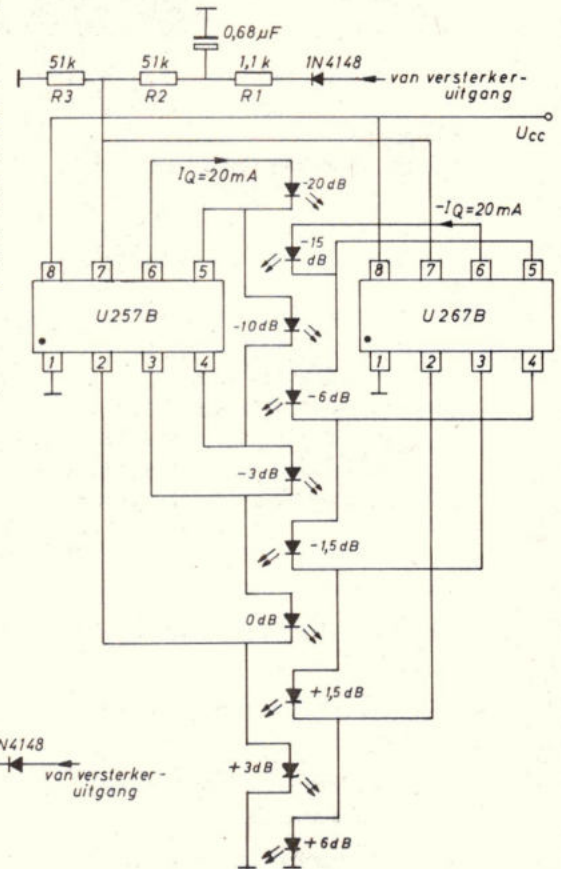 0,68µF
51k 51k 1,1 k 1N4148
van versterker-
uitgang
R3 R2 R1
Ucc
IQ=20mA
-20dB
-IQ=20mA
-15
dB
8 7 6 5
8 7 6 5
U257B
-10dB
U267B
1 2 3 4
1 2 3 4
-6dB
-3dB
-1,5dB
0dB
+1,5dB
N4148
van versterker-
uitgang
+3dB
+6dB